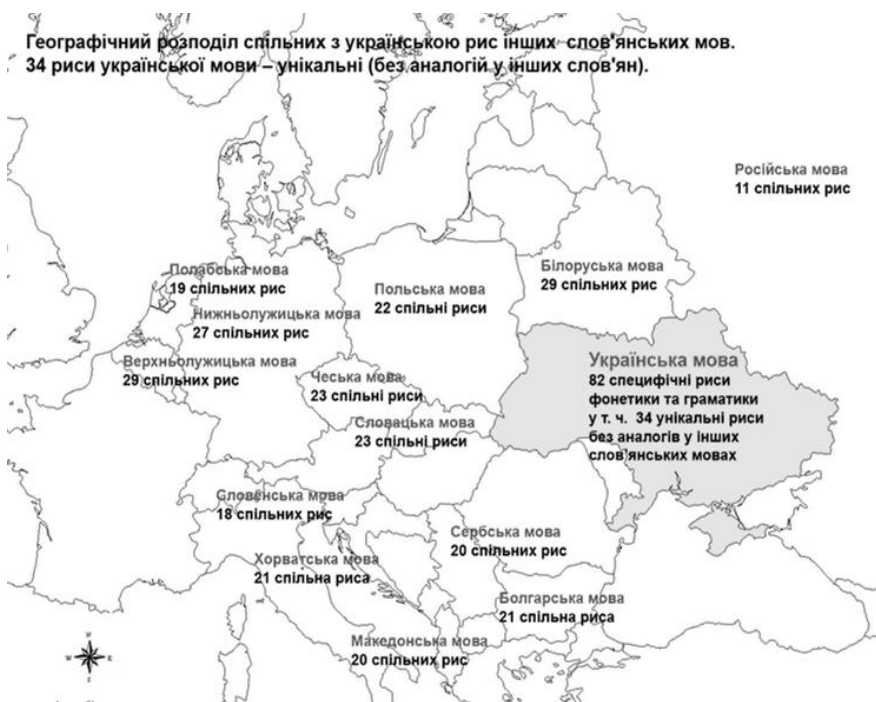 Географічний розподіл спільних з українською рис інших слов'янських мов.
34 риси української мови – унікальні (без аналогій у інших слов'ян).
Російська мова
11 спільних рис
Полабська мова
19 спільних рис
Білоруська мова
29 спільних рис
Польська мова
22 спільні риси
Нижньолужицька мова
27 спільних рис
Верхньолужицька мова
29 спільних рис
Українська мова
82 специфічні риси
фонетики та граматики
у т. ч. 34 унікальні риси
без аналогів у інших
слов'янських мовах
Чеська мова
23 спільні риси
Словацька мова
23 спільні риси
Словенська мова
18 спільних рис
Сербська мова
20 спільних рис
Хорватська мова
21 спільна риса
Болгарська мова
21 спільна риса
Македонська мова
20 спільних рис
N
W
E
S